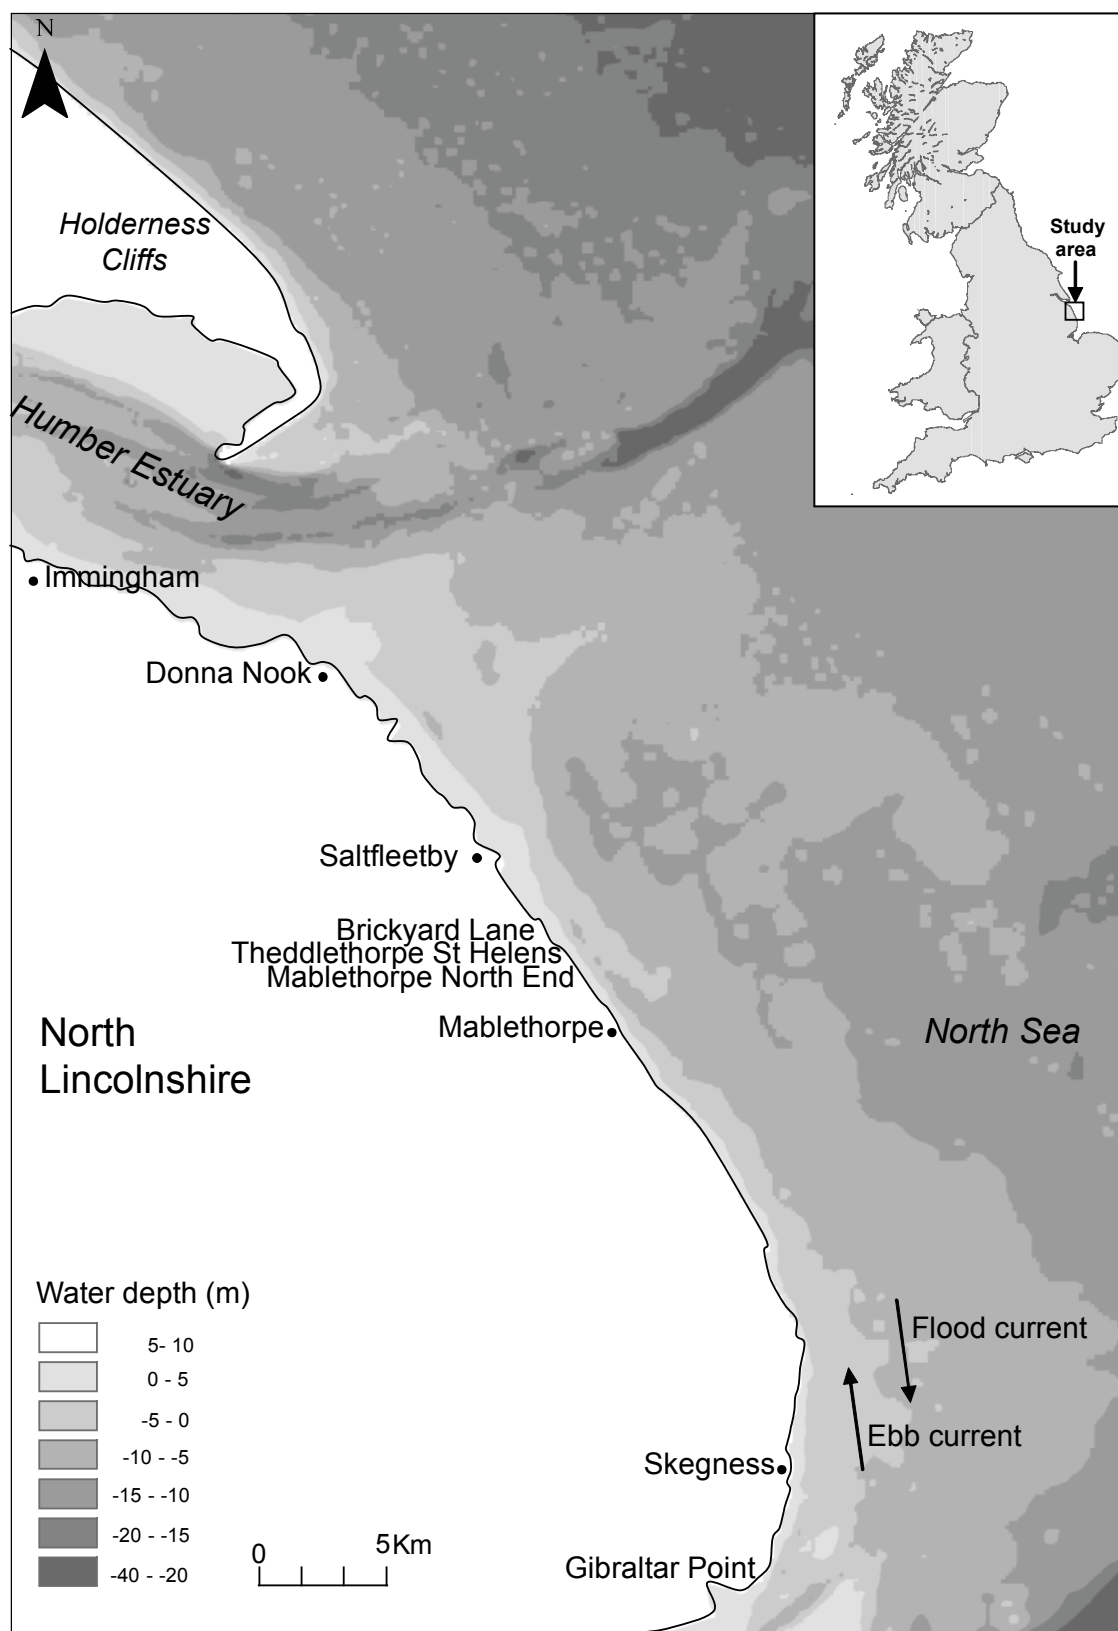 N
Study
area
Holderness
Cliffs
Humber Estuary
Immingham
Donna Nook
Saltfleetby
Brickyard Lane
Theddlethorpe St Helens
Mablethorpe North End
Mablethorpe
North
Lincolnshire
North Sea
Water depth (m)
5- 10
0 - 5
-5 - 0
-10 - -5
-15 - -10
-20 - -15
-40 - -20
0
5Km
Flood current
Ebb current
Skegness
Gibraltar Point